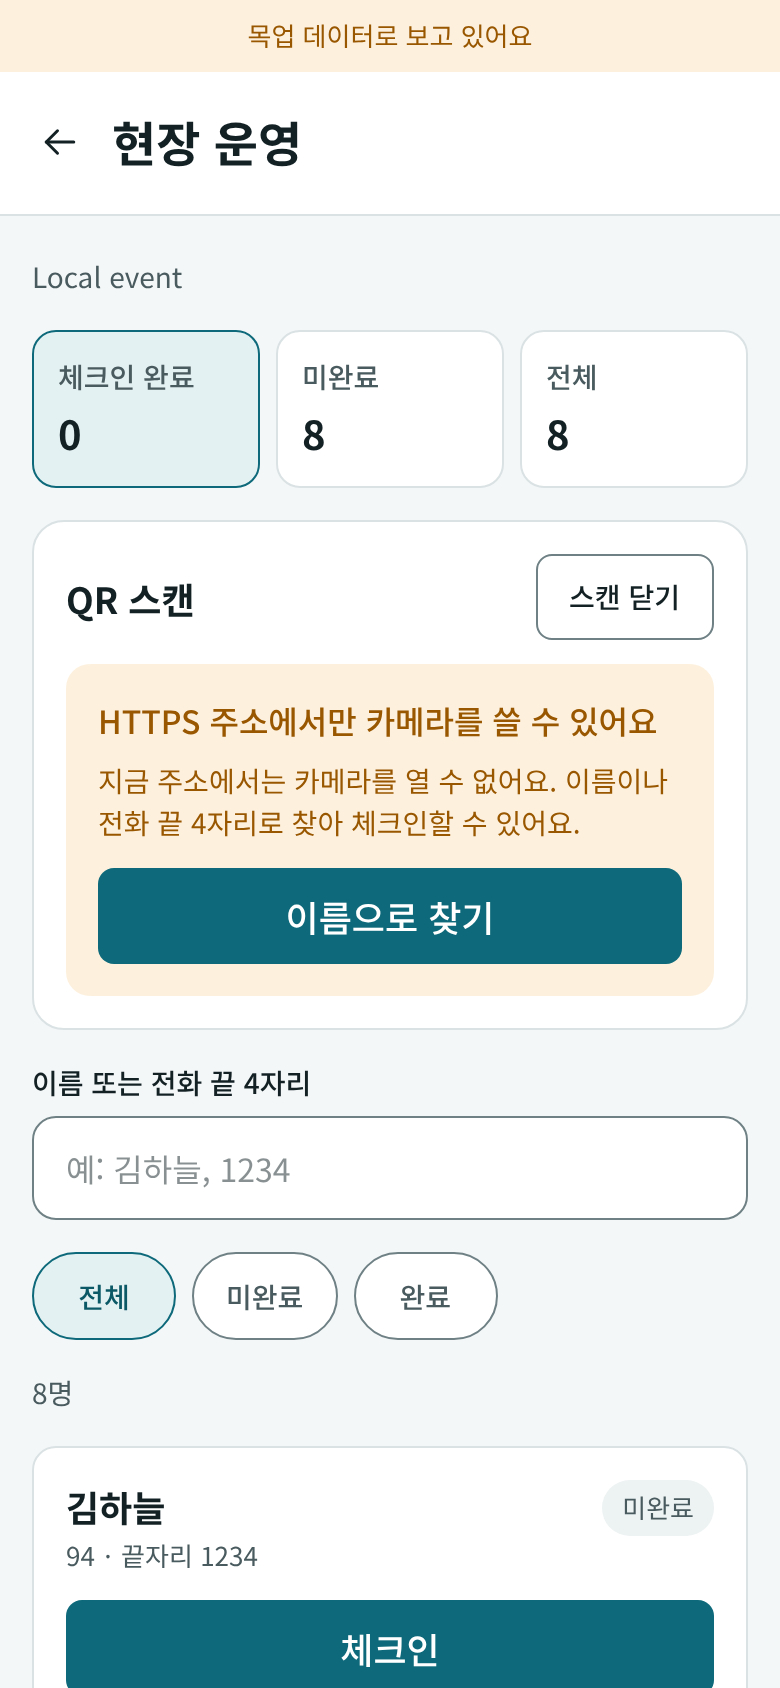 목업 데이터로 보고 있어요
현장 운영
Local event
체크인 완료
0
미완료
8
전체
8
QR 스캔
스캔 닫기
HTTPS 주소에서만 카메라를 쓸 수 있어요
지금 주소에서는 카메라를 열 수 없어요. 이름이나
전화 끝 4자리로 찾아 체크인할 수 있어요.
이름으로 찾기
이름 또는 전화 끝 4자리
예: 김하늘, 1234
전체
미완료
완료
8명
김하늘
미완료
94 · 끝자리 1234
체크인